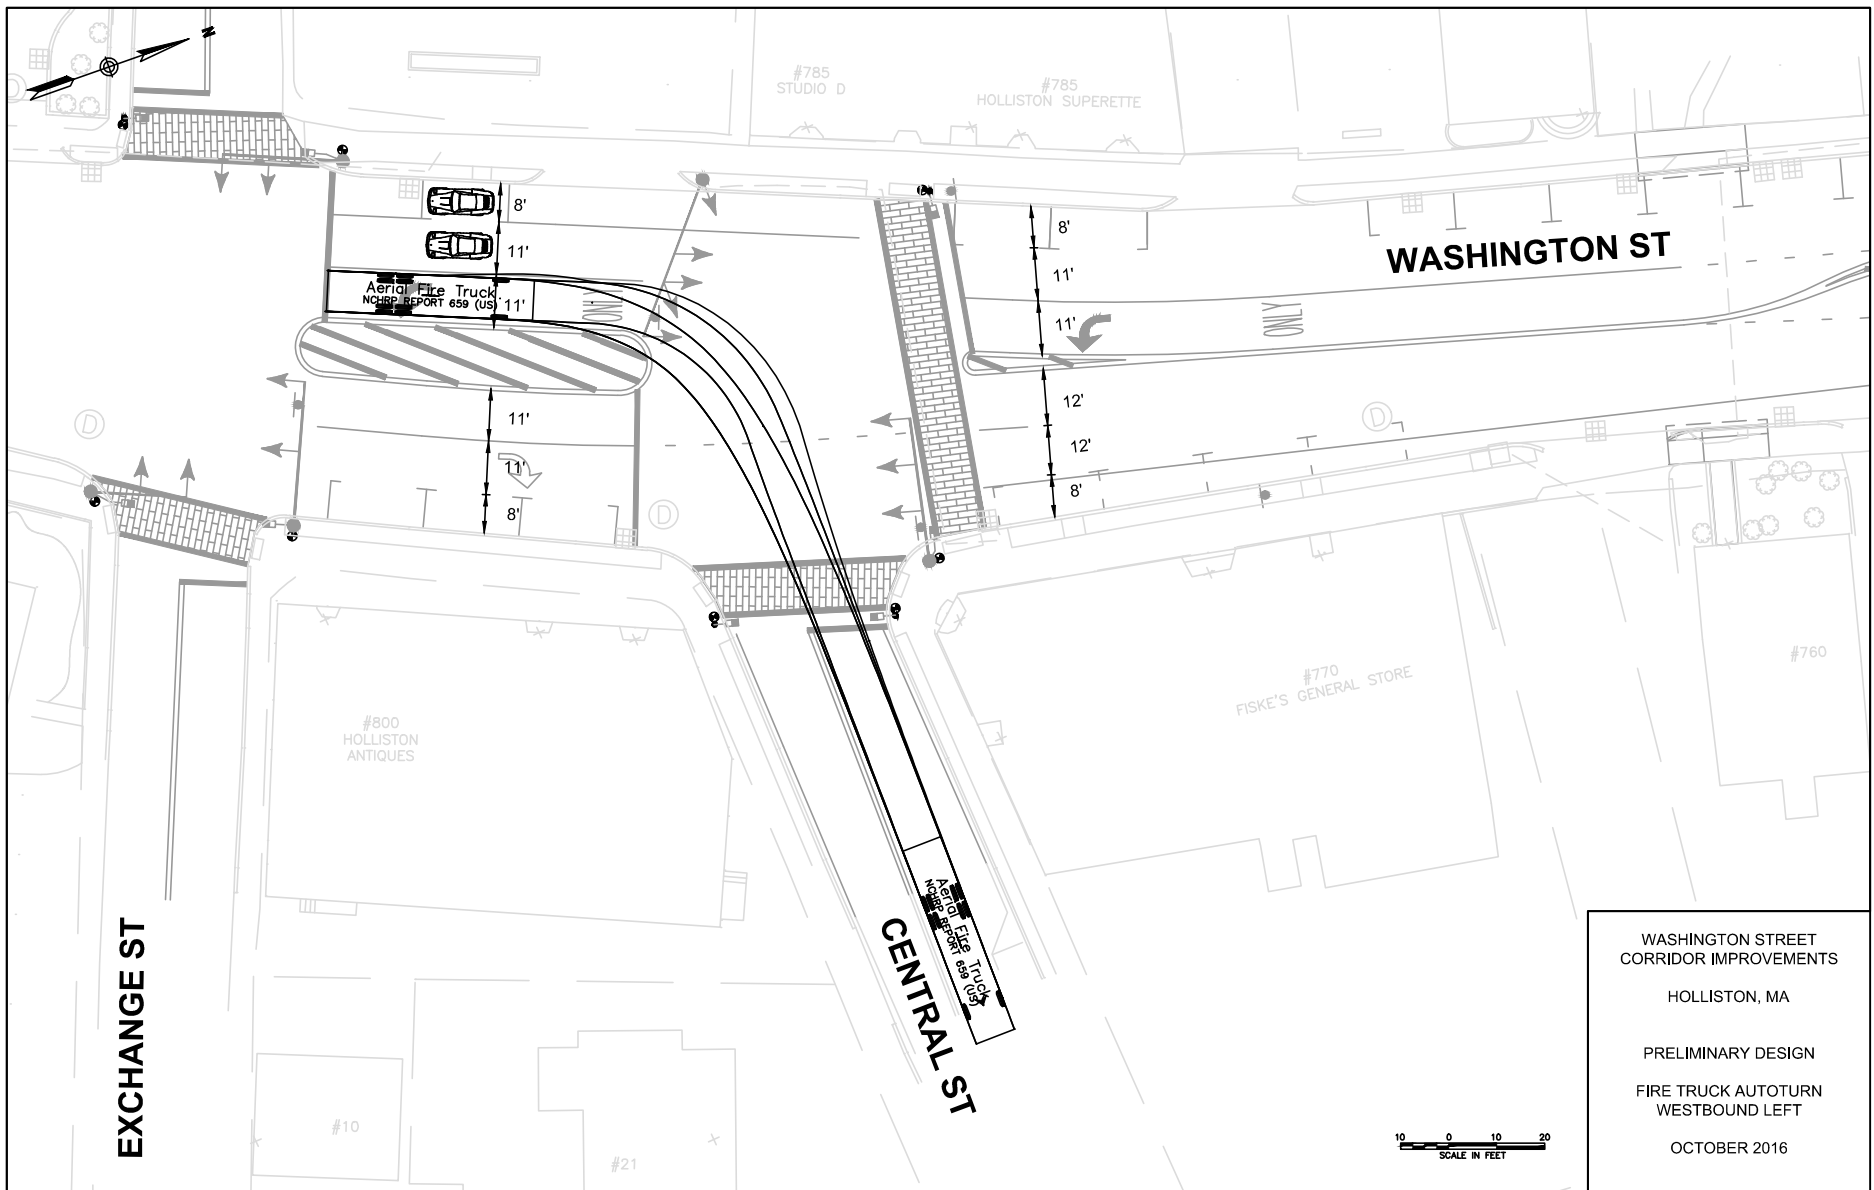 N
#785
STUDIO D
#785
HOLLISTON SUPERETTE
8'
11'
11'
Aerial Fire Truck
NCHRP REPORT 659 (US)
ONLY
8'
11'
11'
ONLY
WASHINGTON ST
12'
12'
8'
D
D
D
11'
11'
8'
#800
HOLLISTON
ANTIQUES
#770
FISKE'S GENERAL STORE
#760
Aerial Fire Truck
NCHRP REPORT 659 (US)
EXCHANGE ST
CENTRAL ST
#10
#21
10 0 10 20
SCALE IN FEET
WASHINGTON STREET
CORRIDOR IMPROVEMENTS
HOLLISTON, MA
PRELIMINARY DESIGN
FIRE TRUCK AUTOTURN
WESTBOUND LEFT
OCTOBER 2016